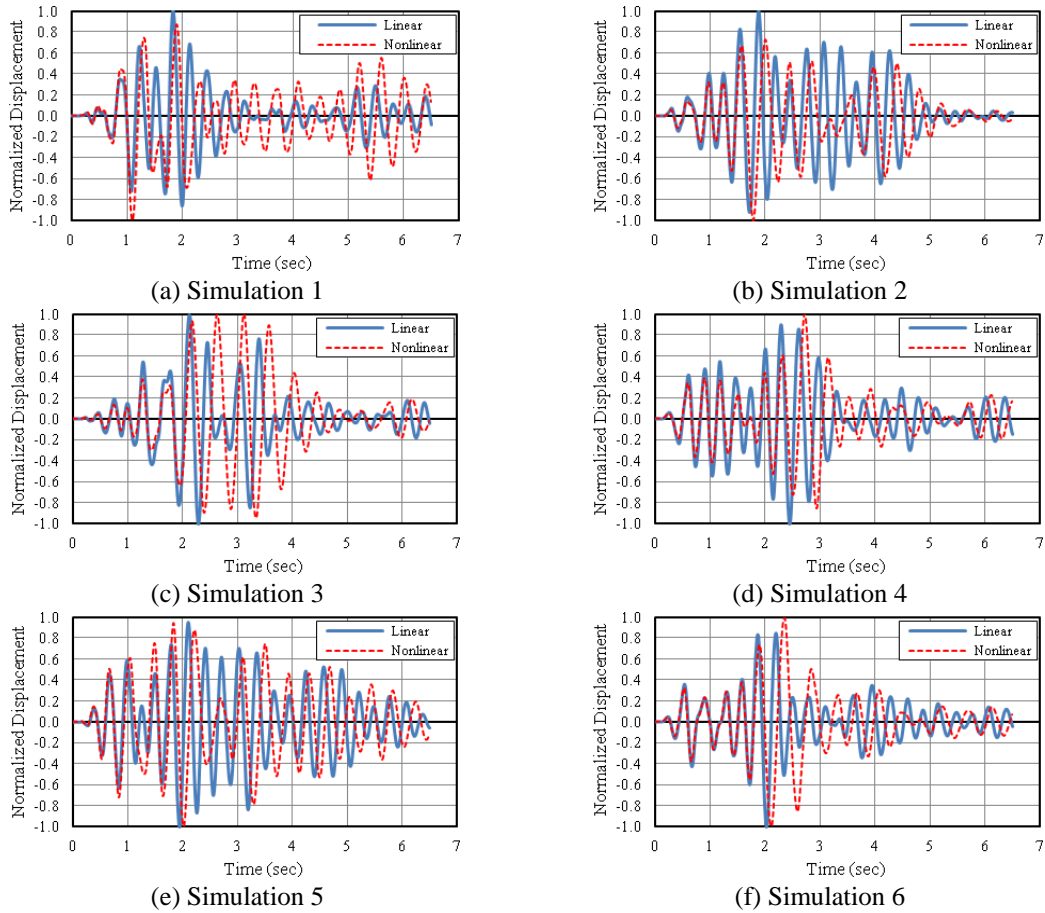 1.0
0.8
0.6
0.4
0.2
0.0
-0.2
-0.4
-0.6
-0.8
-1.0
Normalized Displacement
Linear
Nonlinear
0 1 2 3 4 5 6 7
Time (sec)
(a) Simulation 1
1.0
0.8
0.6
0.4
0.2
0.0
-0.2
-0.4
-0.6
-0.8
-1.0
Normalized Displacement
Linear
Nonlinear
0 1 2 3 4 5 6 7
Time (sec)
(b) Simulation 2
1.0
0.8
0.6
0.4
0.2
0.0
-0.2
-0.4
-0.6
-0.8
-1.0
Normalized Displacement
Linear
Nonlinear
0 1 2 3 4 5 6 7
Time (sec)
(c) Simulation 3
1.0
0.8
0.6
0.4
0.2
0.0
-0.2
-0.4
-0.6
-0.8
-1.0
Normalized Displacement
Linear
Nonlinear
0 1 2 3 4 5 6 7
Time (sec)
(d) Simulation 4
1.0
0.8
0.6
0.4
0.2
0.0
-0.2
-0.4
-0.6
-0.8
-1.0
Normalized Displacement
Linear
Nonlinear
0 1 2 3 4 5 6 7
Time (sec)
(e) Simulation 5
1.0
0.8
0.6
0.4
0.2
0.0
-0.2
-0.4
-0.6
-0.8
-1.0
Normalized Displacement
Linear
Nonlinear
0 1 2 3 4 5 6 7
Time (sec)
(f) Simulation 6